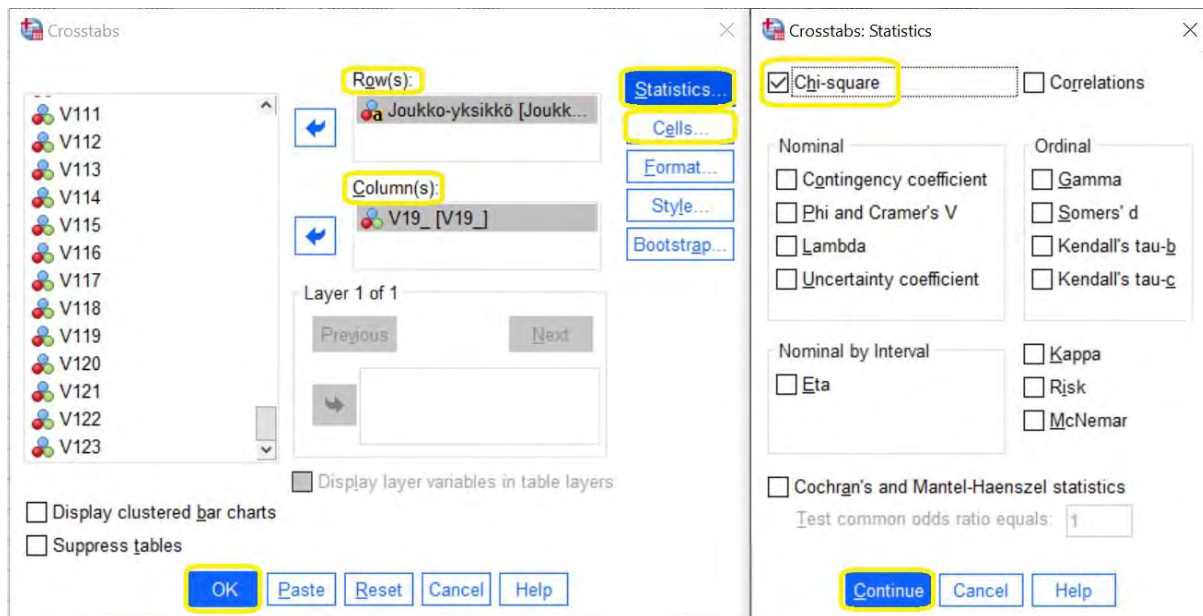 Crosstabs
V111
V112
V113
V114
V115
V116
V117
V118
V119
V120
V121
V122
V123
Row(s):
Joukko-yksikkö [Joukk...
Column(s):
V19_ [V19_]
Layer 1 of 1
Previous
Next
Display layer variables in table layers
Statistics...
Cells...
Format...
Style...
Bootstrap...
Display clustered bar charts
Suppress tables
OK
Paste
Reset
Cancel
Help
Crosstabs: Statistics
Chi-square
Correlations
Nominal
Contingency coefficient
Phi and Cramer's V
Lambda
Uncertainty coefficient
Ordinal
Gamma
Somers' d
Kendall's tau-b
Kendall's tau-c
Nominal by Interval
Eta
Kappa
Risk
McNemar
Cochran's and Mantel-Haenszel statistics
Test common odds ratio equals: 1
Continue
Cancel
Help